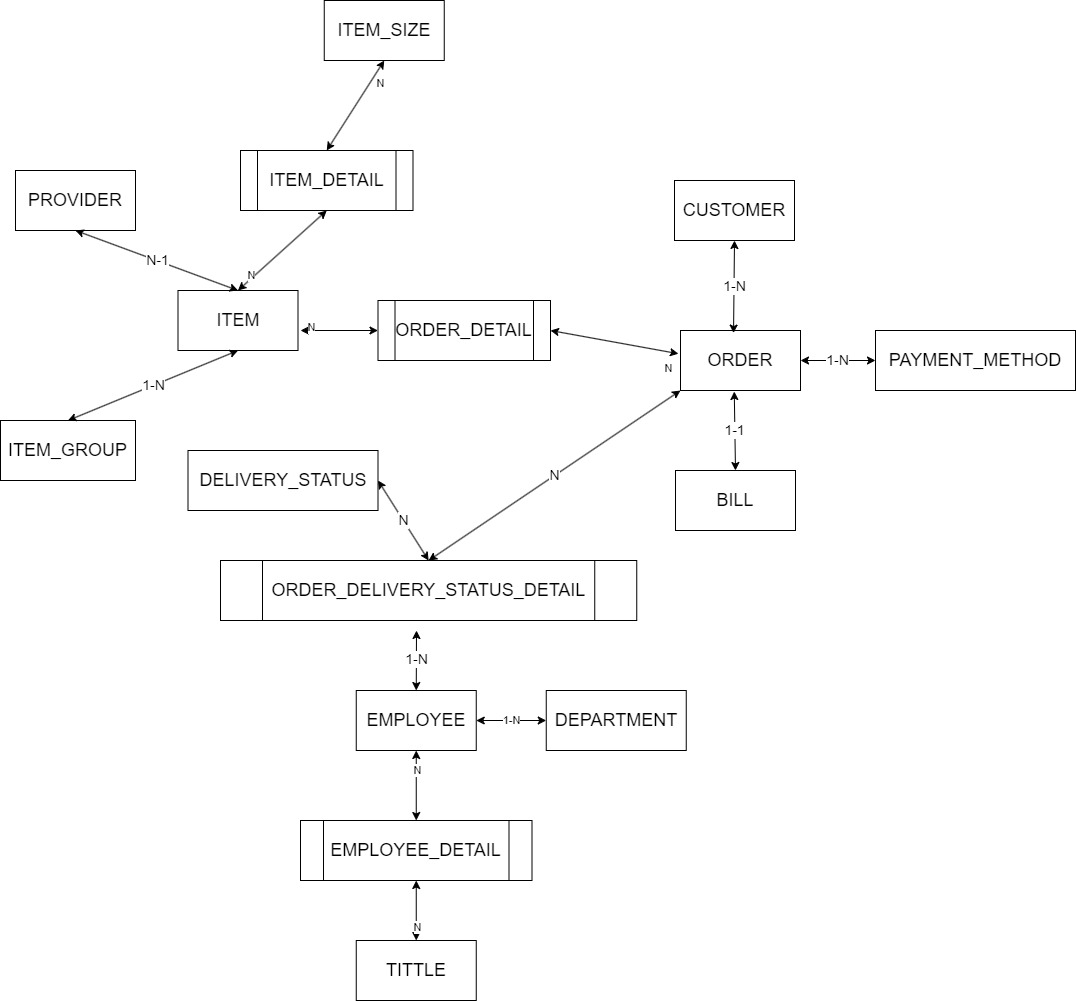 ITEM_SIZE
N
ITEM_DETAIL
PROVIDER
CUSTOMER
N-1
N
1-N
ITEM
N
ORDER_DETAIL
ORDER
1-N
PAYMENT_METHOD
N
1-N
1-1
ITEM_GROUP
DELIVERY_STATUS
N
BILL
N
ORDER_DELIVERY_STATUS_DETAIL
1-N
EMPLOYEE
1-N
DEPARTMENT
N
EMPLOYEE_DETAIL
N
TITTLE